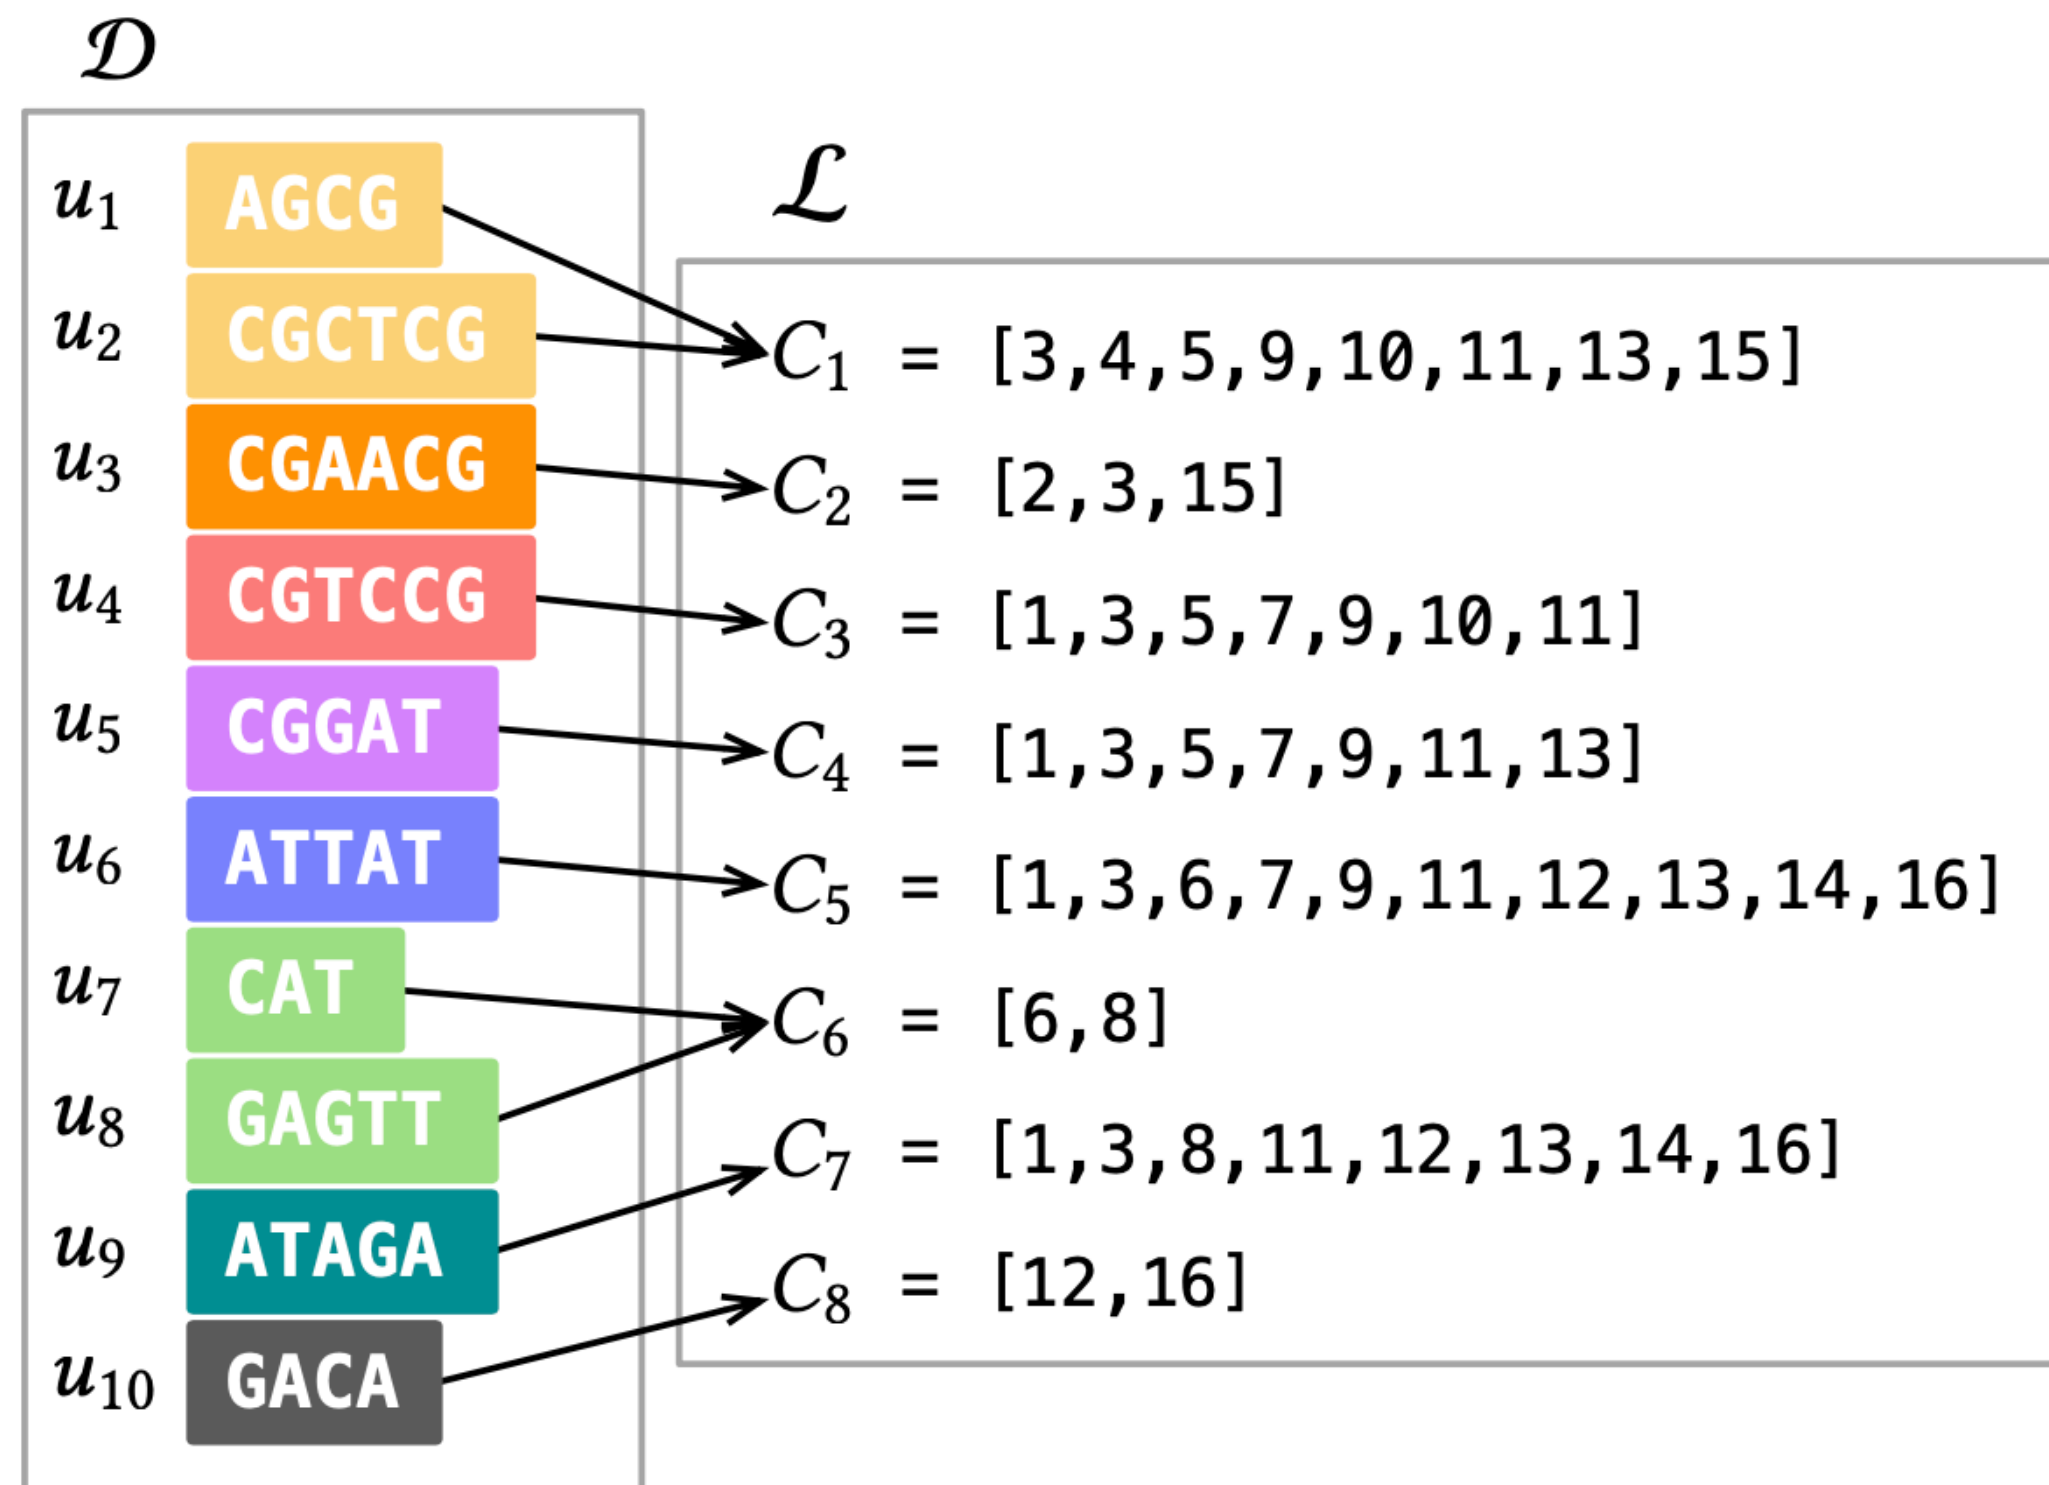 𝒟
u1 AGCG
ℒ
u2 CGCTCG
C1 = [3,4,5,9,10,11,13,15]
u3 CGAACG
C2 = [2,3,15]
u4 CGTCCG
C3 = [1,3,5,7,9,10,11]
u5 CGGAT
C4 = [1,3,5,7,9,11,13]
u6 ATTAT
C5 = [1,3,6,7,9,11,12,13,14,16]
u7 CAT
C6 = [6,8]
u8 GAGTT
C7 = [1,3,8,11,12,13,14,16]
u9 ATAGA
C8 = [12,16]
u10 GACA